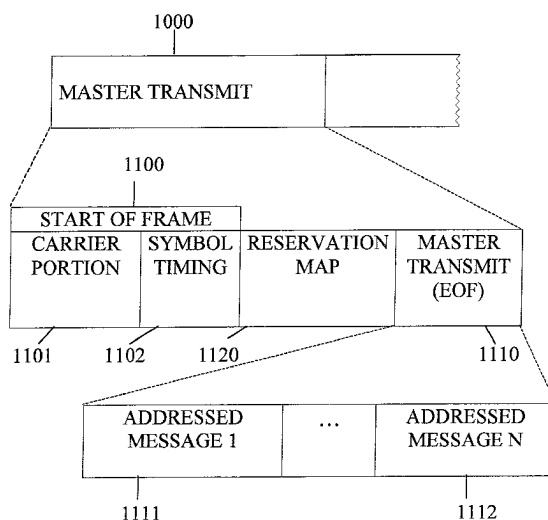 1000
MASTER TRANSMIT
1100
START OF FRAME
CARRIER PORTION
SYMBOL TIMING
RESERVATION MAP
MASTER TRANSMIT (EOF)
1101
1102
1120
1110
ADDRESSED MESSAGE 1
...
ADDRESSED MESSAGE N
1111
1112